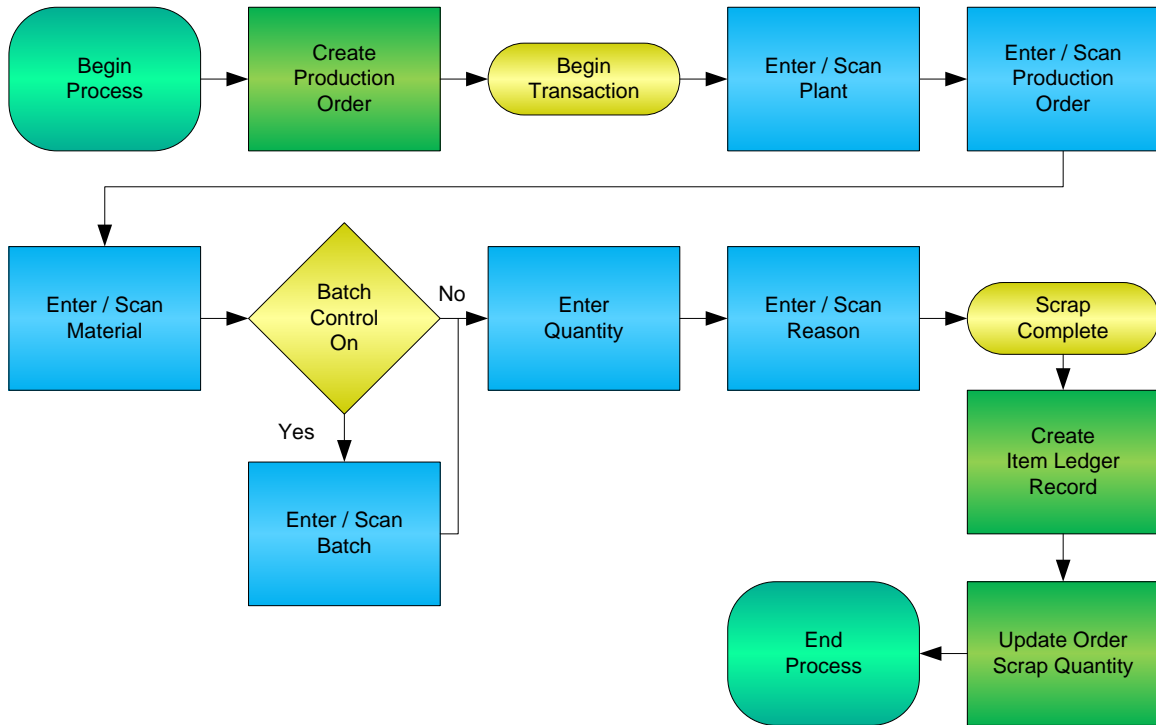 Begin
Process
Create
Production
Order
Begin
Transaction
Enter / Scan
Plant
Enter / Scan
Production
Order
Enter / Scan
Material
Batch
Control
On
No
Yes
Enter / Scan
Batch
Enter
Quantity
Enter / Scan
Reason
Scrap
Complete
Create
Item Ledger
Record
Update Order
Scrap Quantity
End
Process